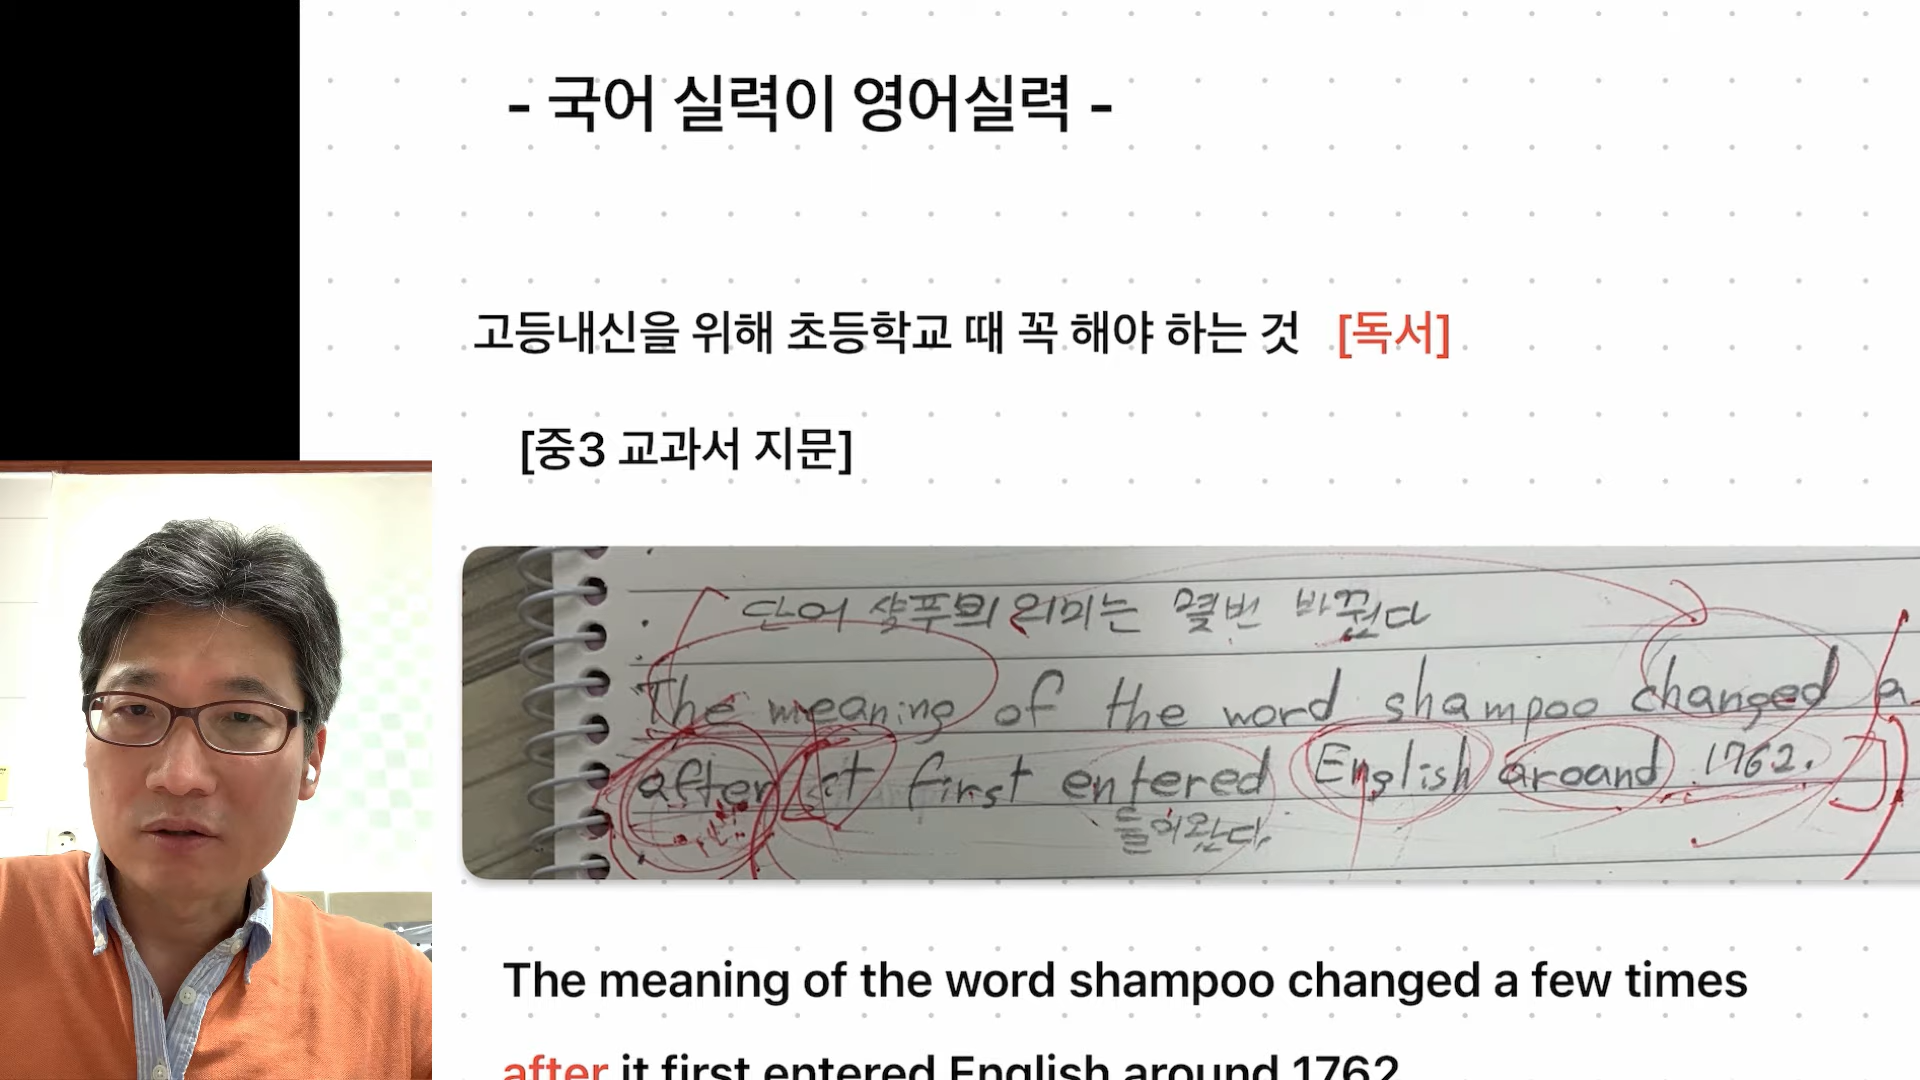 - 국어 실력이 영어실력 -
고등내신을 위해 초등학교 때 꼭 해야 하는 것 [독서]
[중3 교과서 지문]
단어 샴푸의 의미는 몇번 바꿨다
The meaning of the word shampoo changed a
after it first entered English around 1762.
들어왔다.
The meaning of the word shampoo changed a few times
after it first entered English around 1762